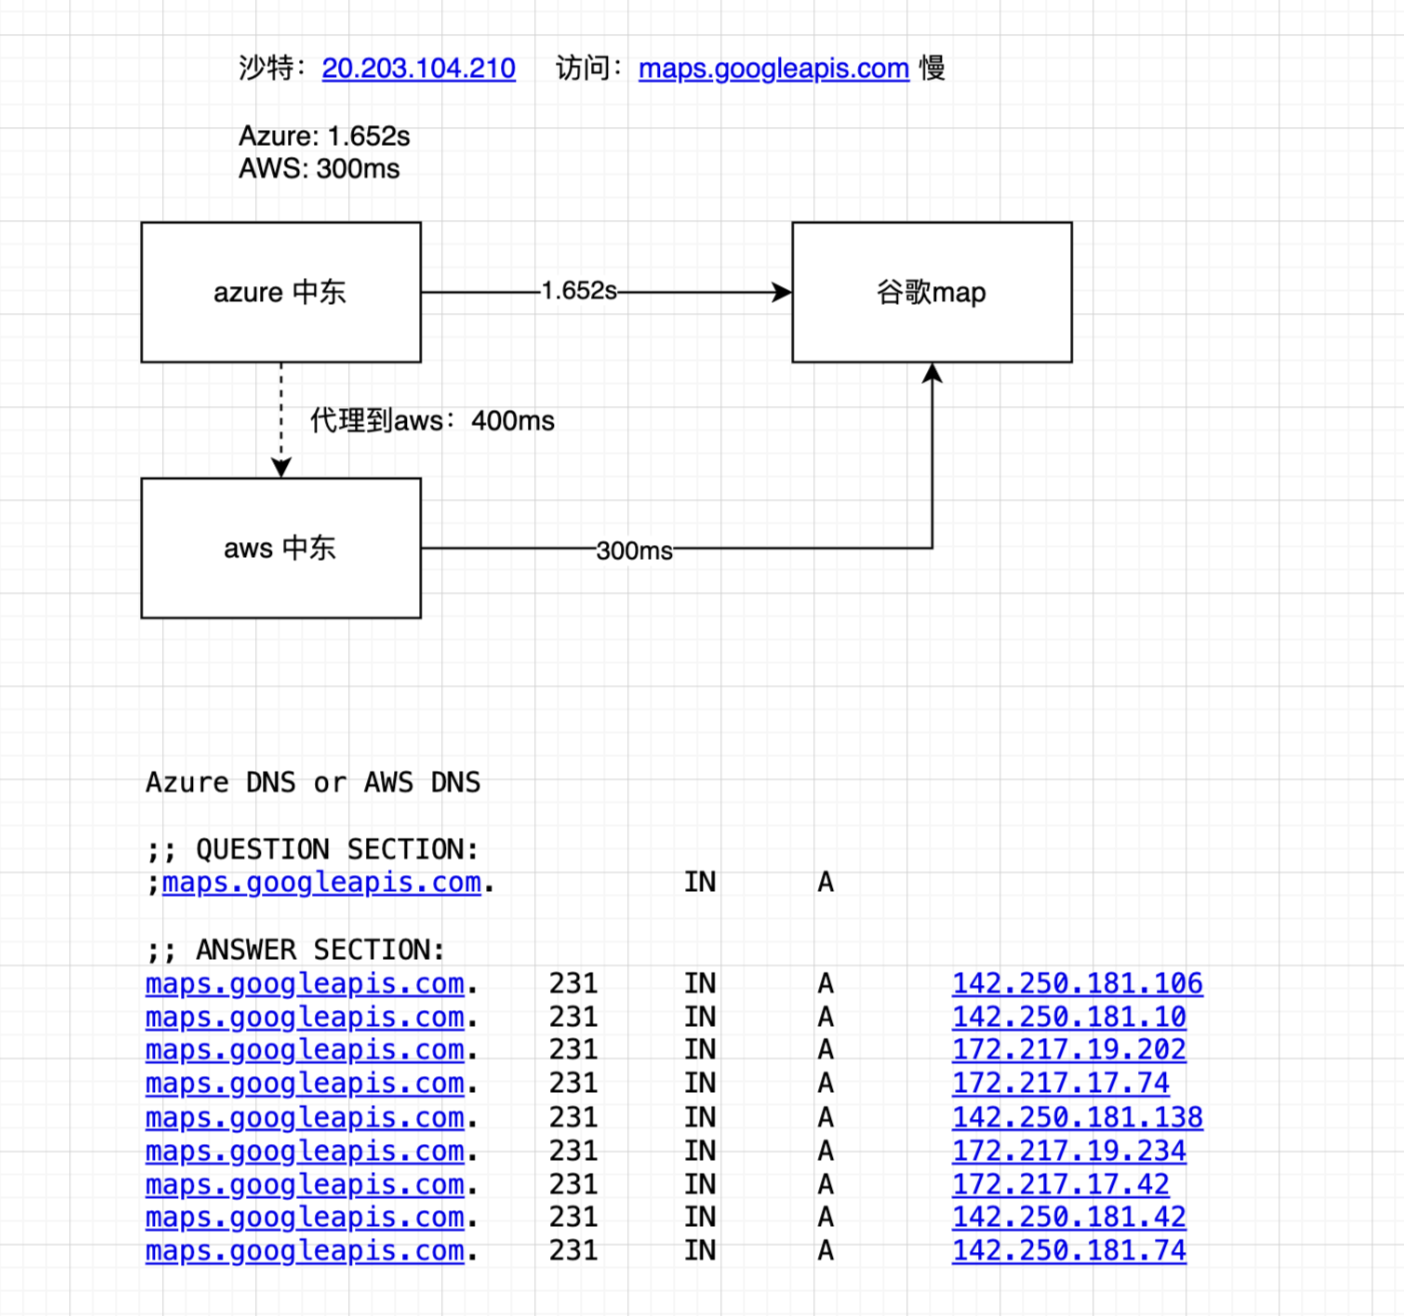 沙特：20.203.104.210 访问：maps.googleapis.com 慢
Azure: 1.652s
AWS: 300ms
azure 中东
1.652s
谷歌map
代理到aws：400ms
aws 中东
300ms
Azure DNS or AWS DNS
;; QUESTION SECTION:
;maps.googleapis.com. IN A
;; ANSWER SECTION:
maps.googleapis.com. 231 IN A 142.250.181.106
maps.googleapis.com. 231 IN A 142.250.181.10
maps.googleapis.com. 231 IN A 172.217.19.202
maps.googleapis.com. 231 IN A 172.217.17.74
maps.googleapis.com. 231 IN A 142.250.181.138
maps.googleapis.com. 231 IN A 172.217.19.234
maps.googleapis.com. 231 IN A 172.217.17.42
maps.googleapis.com. 231 IN A 142.250.181.42
maps.googleapis.com. 231 IN A 142.250.181.74